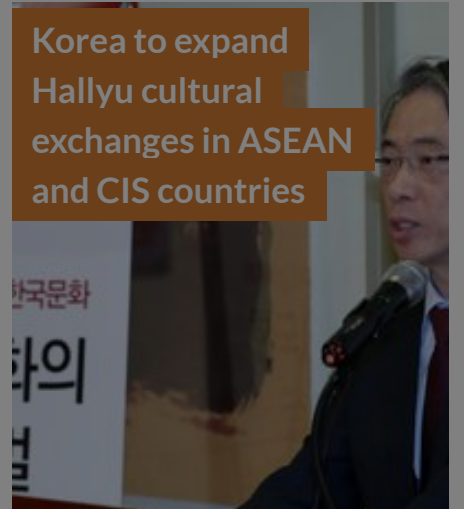 Korea to expand
Hallyu cultural
exchanges in ASEAN
and CIS countries
한국문화
화의